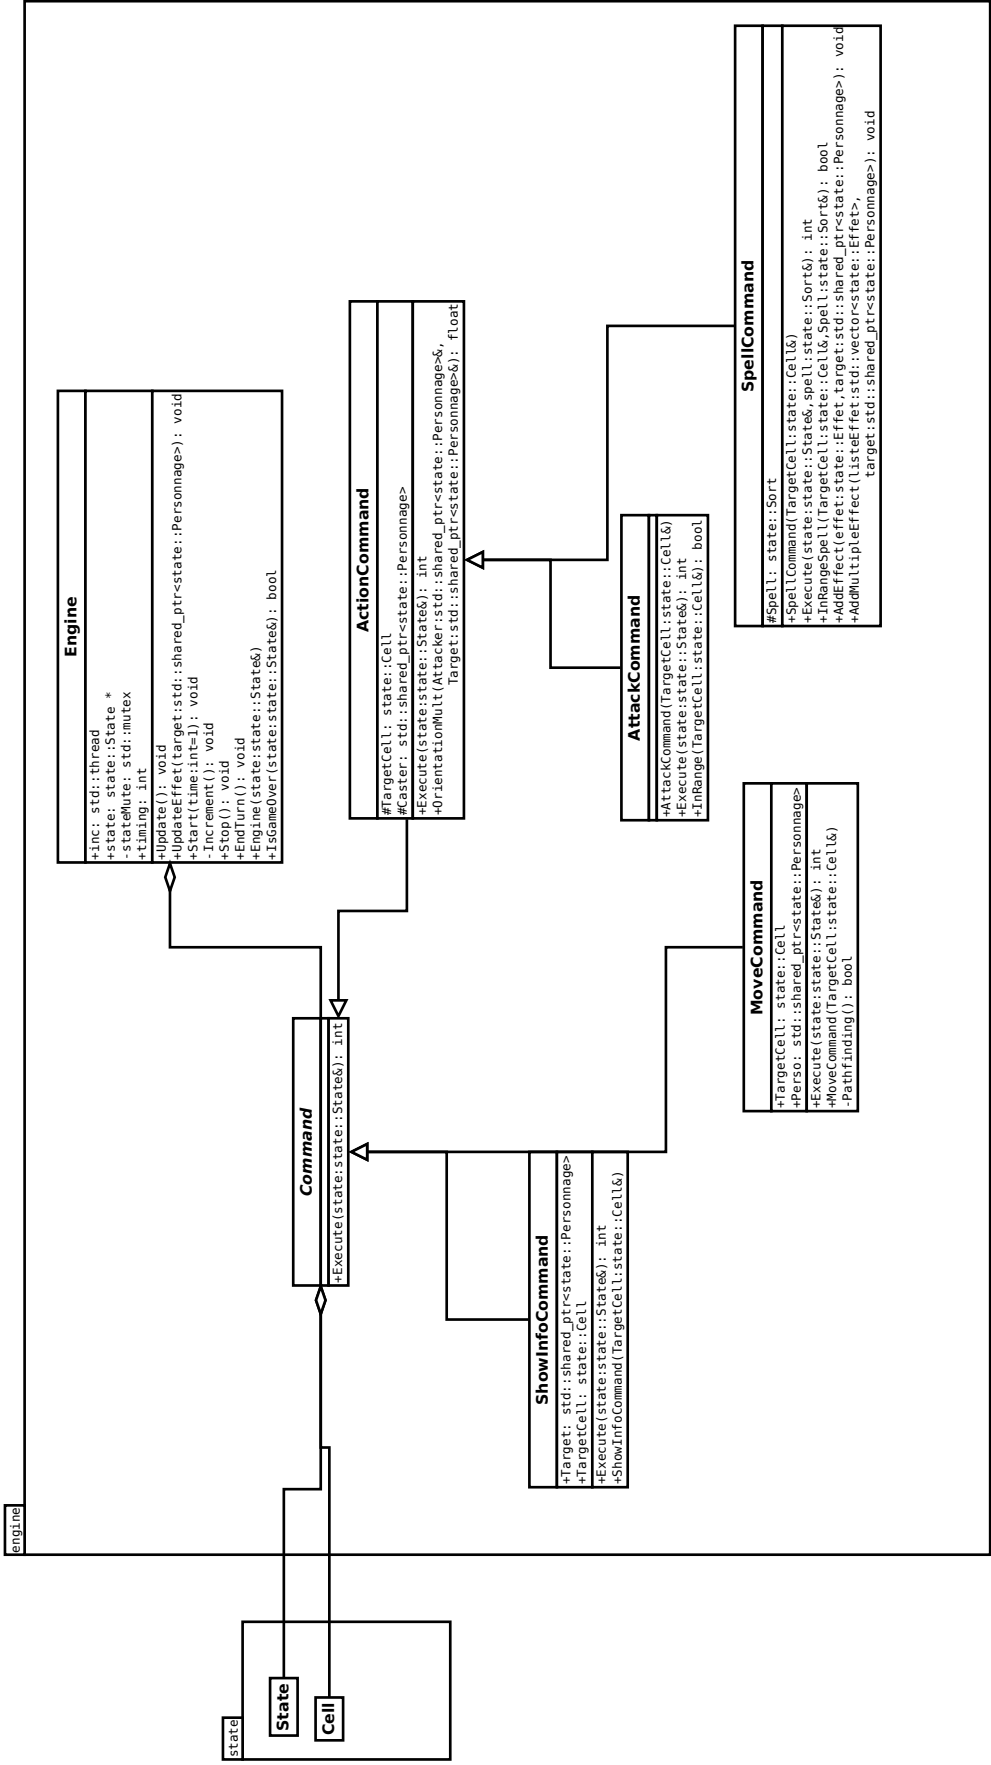 engine
Engine
+inc: std::thread
+state: state::State *
-stateMute: std::mutex
+timing: int
+Update(): void
+UpdateEffet(target:std::shared_ptr<state::Personnage>): void
+Start(time:int=1): void
-Increment(): void
+Stop(): void
+EndTurn(): void
+Engine(state:state::State&)
+IsGameOver(state:state::State&): bool
state
State
Cell
Command
+Execute(state:state::State&): int
ActionCommand
#TargetCell: state::Cell
#Caster: std::shared_ptr<state::Personnage>
+Execute(state:state::State&): int
+OrientationMult(Attacker:std::shared_ptr<state::Personnage>&,
Target:std::shared_ptr<state::Personnage>&): float
ShowInfoCommand
+Target: std::shared_ptr<state::Personnage>
+TargetCell: state::Cell
+Execute(state:state::State&): int
+ShowInfoCommand(TargetCell:state::Cell&)
AttackCommand
+AttackCommand(TargetCell:state::Cell&)
+Execute(state:state::State&): int
+InRange(TargetCell:state::Cell&): bool
MoveCommand
+TargetCell: state::Cell
+Perso: std::shared_ptr<state::Personnage>
+Execute(state:state::State&): int
+MoveCommand(TargetCell:state::Cell&)
-Pathfinding(): bool
SpellCommand
#Spell: state::Sort
+SpellCommand(TargetCell:state::Cell&)
+Execute(state:state::State&,spell:state::Sort&): int
+InRangeSpell(TargetCell:state::Cell&,Spell:state::Sort&): bool
+AddEffect(effet:state::Effet,target:std::shared_ptr<state::Personnage>): void
+AddMultipleEffect(listeEffet:std::vector<state::Effet>,
target:std::shared_ptr<state::Personnage>): void